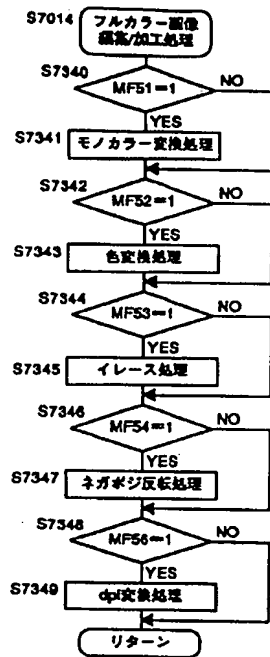 S7014
フルカラー画像
編集/加工処理
S7340
MF51=1
NO
YES
S7341
モノカラー変換処理
S7342
MF52=1
NO
YES
S7343
色変換処理
S7344
MF53=1
NO
YES
S7345
イレース処理
S7346
MF54=1
NO
YES
S7347
ネガポジ反転処理
S7348
MF56=1
NO
YES
S7349
dpi変換処理
リターン